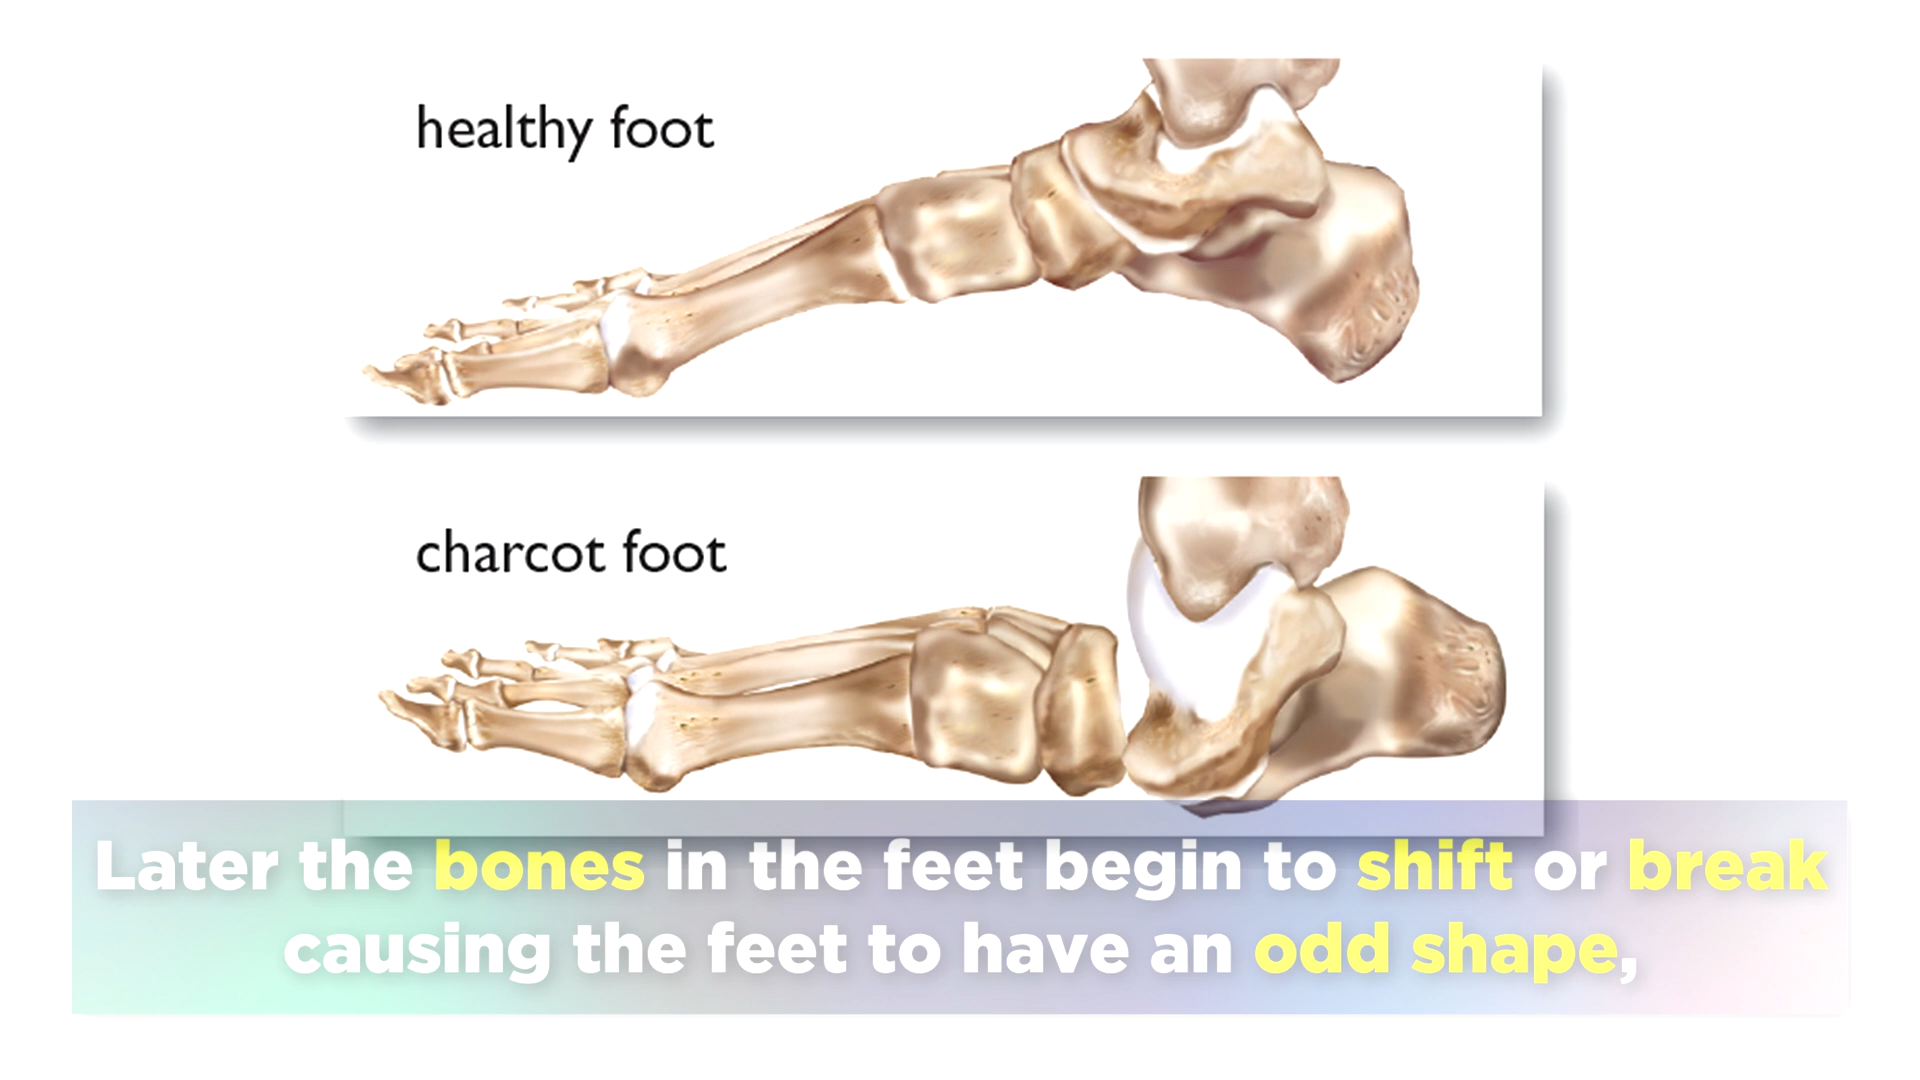 healthy foot
charcot foot
Later the bones in the feet begin to shift or break
causing the feet to have an odd shape,